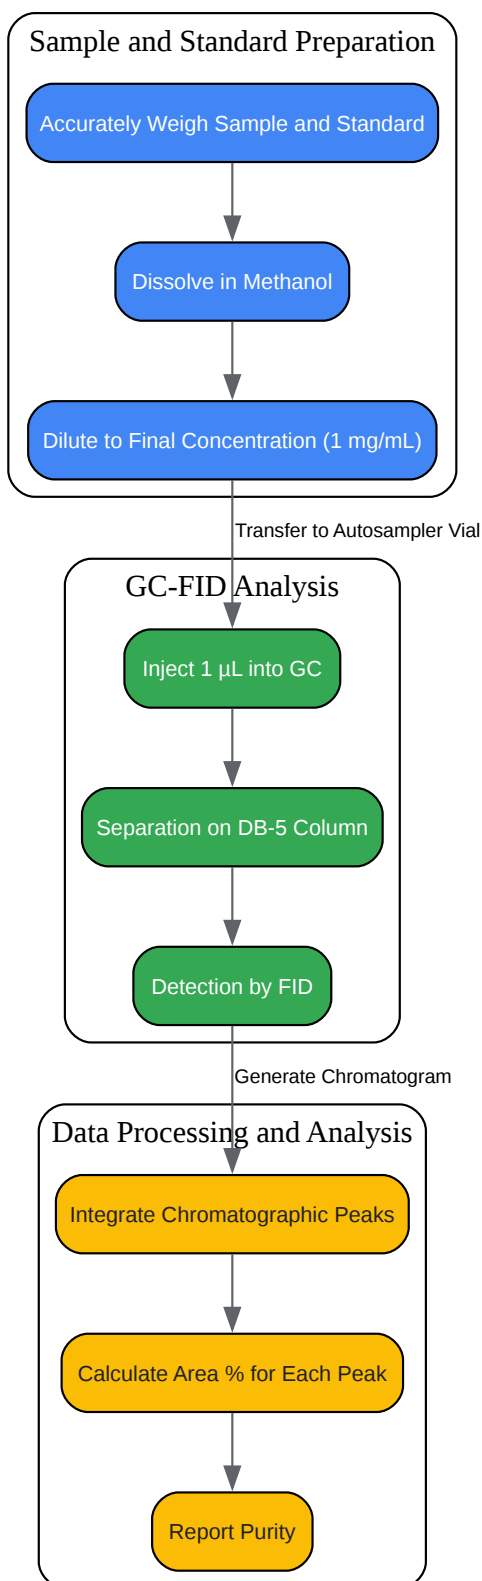 Sample and Standard Preparation
Accurately Weigh Sample and Standard
Dissolve in Methanol
Dilute to Final Concentration (1 mg/mL)
Transfer to Autosampler Vial
GC-FID Analysis
Inject 1 µL into GC
Separation on DB-5 Column
Detection by FID
Generate Chromatogram
Data Processing and Analysis
Integrate Chromatographic Peaks
Calculate Area % for Each Peak
Report Purity